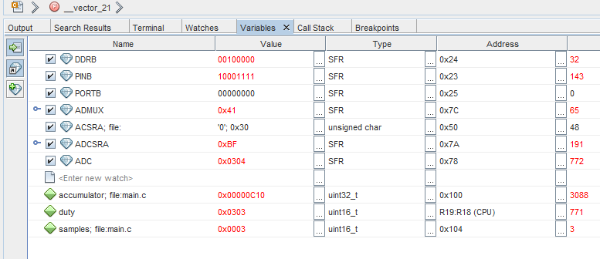 __vector_21
Output Search Results Terminal Watches Variables Call Stack Breakpoints
Name Value Type Address
DDRB 00100000 ... SFR ... 0x24 ... 32
PINB 10001111 ... SFR ... 0x23 ... 143
PORTB 00000000 ... SFR ... 0x25 ... 0
ADMUX 0x41 ... SFR ... 0x7C ... 65
ACSRA; file: '0'; 0x30 ... unsigned char ... 0x50 ... 48
ADCSRA 0xBF ... SFR ... 0x7A ... 191
ADC 0x0304 ... SFR ... 0x78 ... 772
<Enter new watch> ... ... ...
accumulator; file:main.c 0x00000C10 ... uint32_t ... 0x100 ... 3088
duty 0x0303 ... uint16_t ... R19:R18 (CPU) ... 771
samples; file:main.c 0x0003 ... uint16_t ... 0x104 ... 3